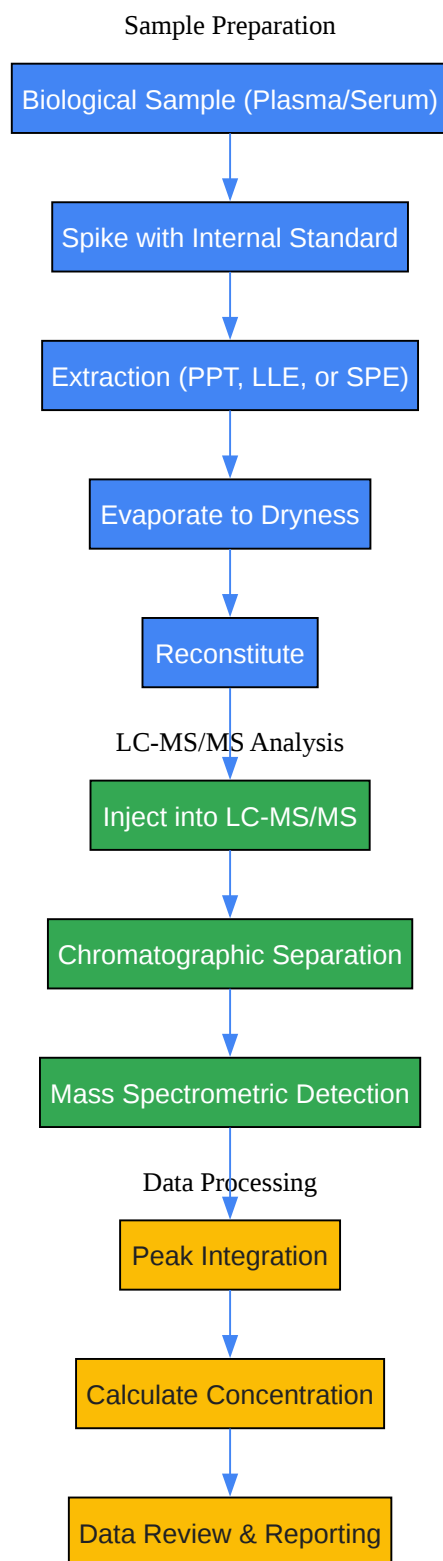 Sample Preparation
Biological Sample (Plasma/Serum)
Spike with Internal Standard
Extraction (PPT, LLE, or SPE)
Evaporate to Dryness
Reconstitute
LC-MS/MS Analysis
Inject into LC-MS/MS
Chromatographic Separation
Mass Spectrometric Detection
Data Processing
Peak Integration
Calculate Concentration
Data Review & Reporting